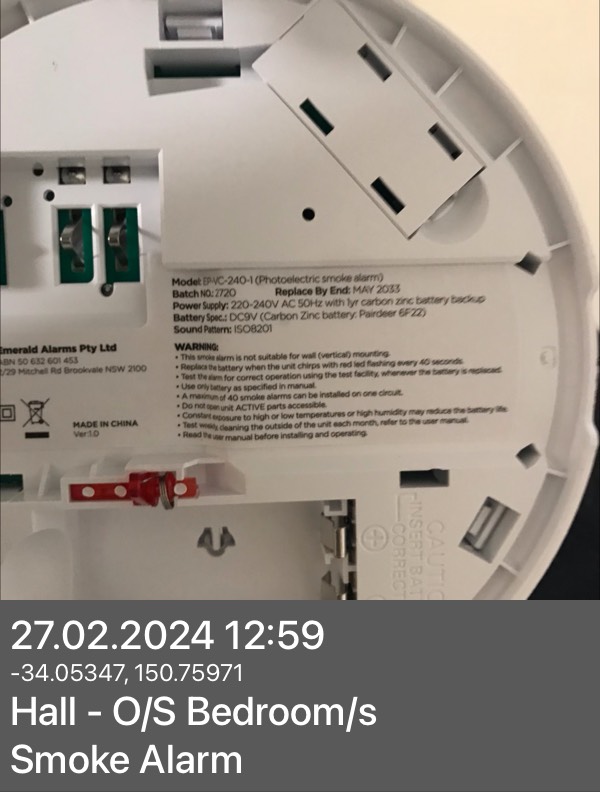 Model: EPVC-240-1 (Photoelectric smoke alarm)
Batch NO.: 2720 Replace By End: MAY 2033
Power Supply: 220-240V AC 50Hz with 1yr carbon zinc battery backup
Battery Spec.: DC9V (Carbon Zinc battery: Pairdeer 6F22)
Sound Pattern: ISO8201
Emerald Alarms Pty Ltd
ABN 50 632 601 453
1/29 Mitchell Rd Brookvale NSW 2100
WARNING:
• This smoke alarm is not suitable for wall (vertical) mounting.
• Replace the battery when the unit chirps with red led flashing every 40 seconds.
• Test the alarm for correct operation using the test facility, whenever the battery is replaced.
• Use only battery as specified in manual.
• A maximum of 40 smoke alarms can be installed on one circuit.
• Do not open unit ACTIVE parts accessible.
• Constant exposure to high or low temperatures or high humidity may reduce the battery life.
• Test weekly, cleaning the outside of the unit each month, refer to the user manual.
• Read the user manual before installing and operating.
MADE IN CHINA
Ver:1.0
CAUTIO
INSERT BAT
CORRECT
27.02.2024 12:59
-34.05347, 150.75971
Hall - O/S Bedroom/s
Smoke Alarm